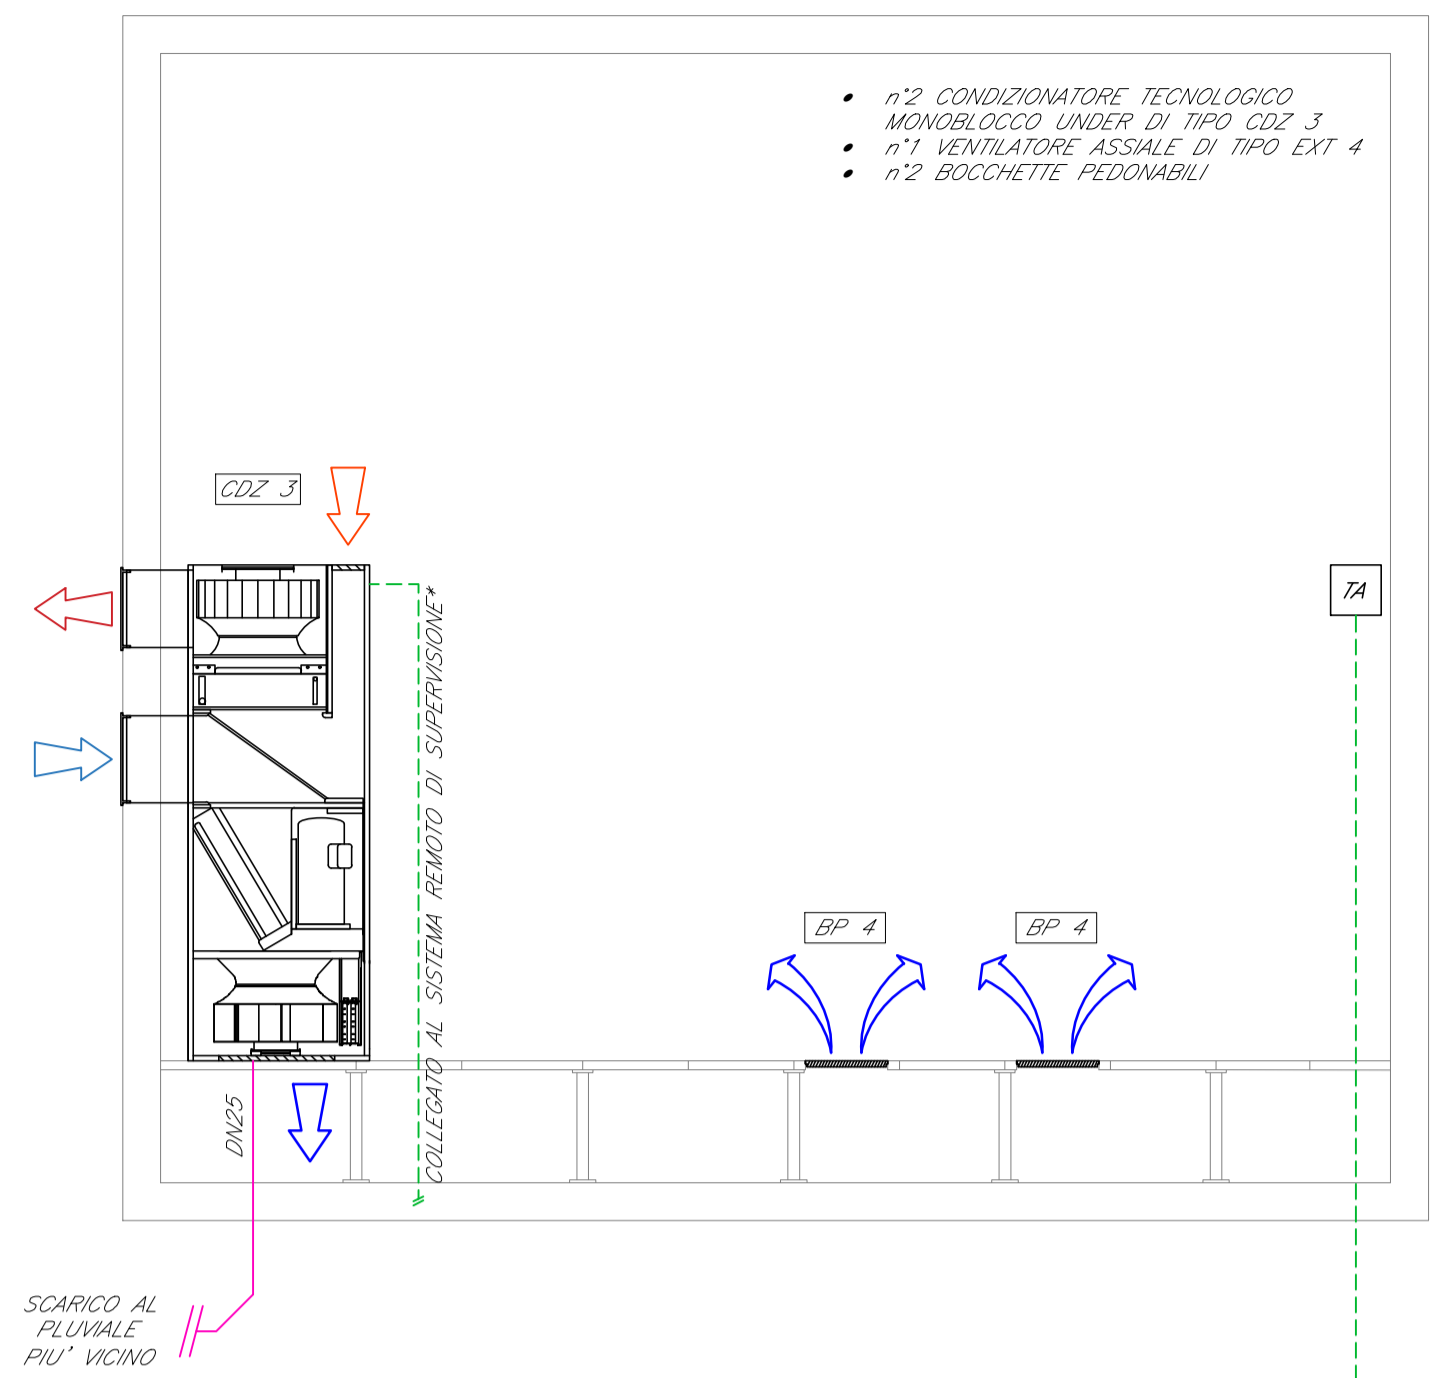 • n°2 CONDIZIONATORE TECNOLOGICO
MONOBLOCCO UNDER DI TIPO CDZ 3
• n°1 VENTILATORE ASSIALE DI TIPO EXT 4
• n°2 BOCCHETTE PEDONABILI
CDZ 3
TA
COLLEGATO AL SISTEMA REMOTO DI SUPERVISIONE*
BP 4
BP 4
DN25
SCARICO AL
PLUVIALE
PIU' VICINO